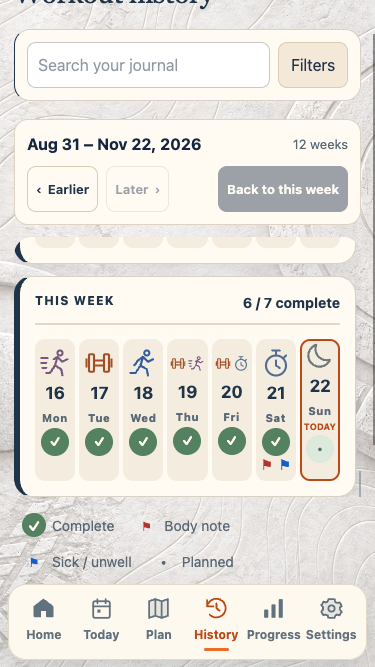 Workout history
Search your journal
Filters
Aug 31 – Nov 22, 2026
12 weeks
‹ Earlier
Later ›
Back to this week
THIS WEEK
6 / 7 complete
16 17 18 19 20 21 22
Mon Tue Wed Thu Fri Sat Sun
TODAY
Complete
Body note
Sick / unwell
• Planned
Home Today Plan History Progress Settings